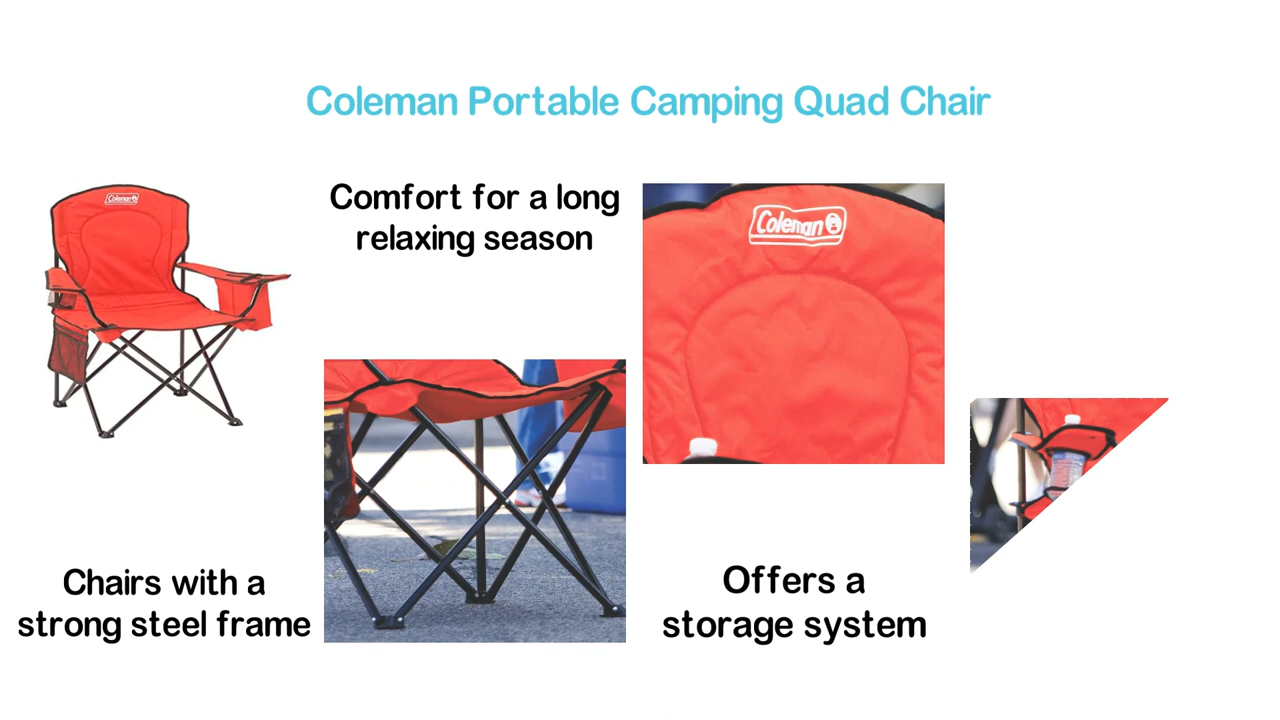 Coleman Portable Camping Quad Chair
Coleman
Comfort for a long
relaxing season
Coleman
Chairs with a
strong steel frame
Offers a
storage system